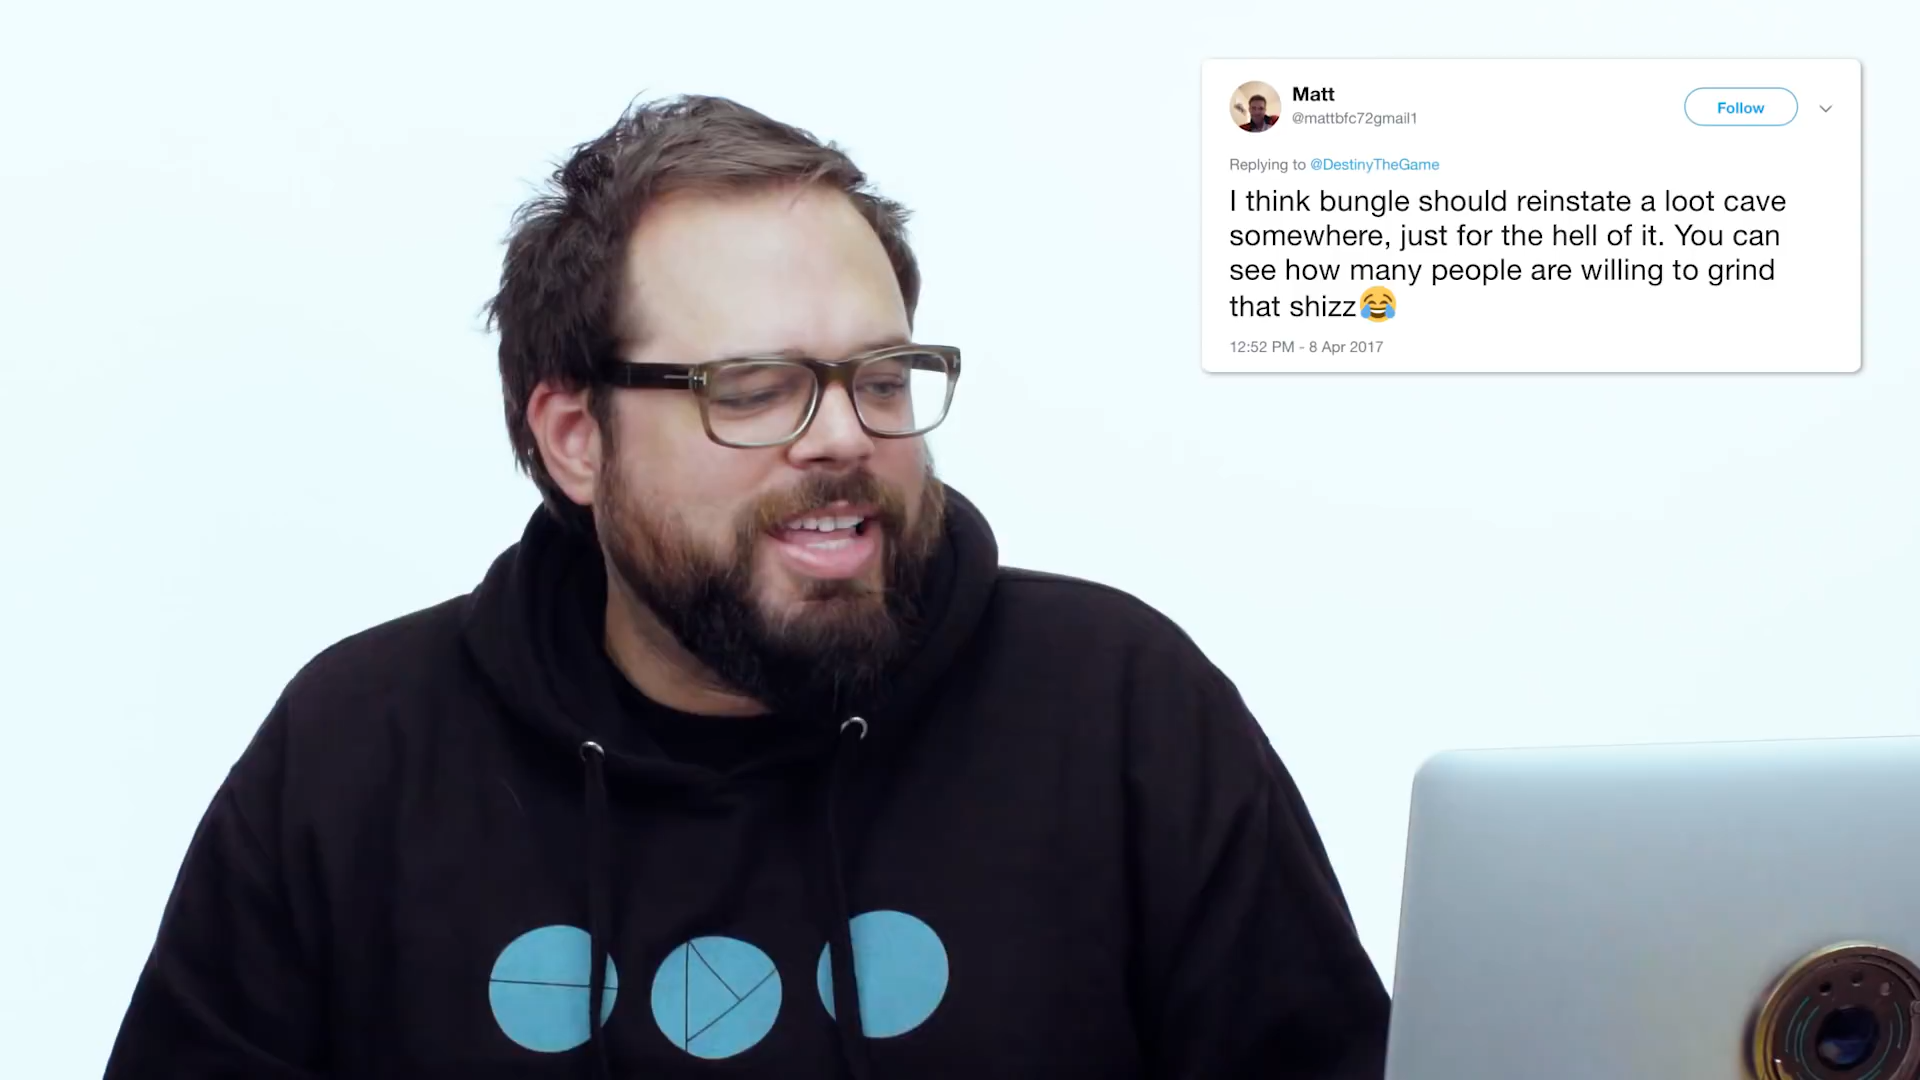 Matt
@mattbfc72gmail1
Follow
Replying to @DestinyTheGame
I think bungle should reinstate a loot cave
somewhere, just for the hell of it. You can
see how many people are willing to grind
that shizz😂
12:52 PM - 8 Apr 2017